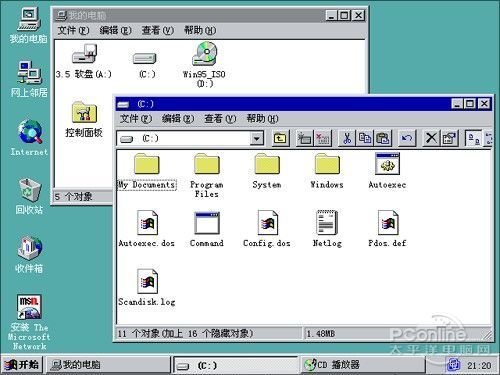 我的电脑
网上邻居
Internet
回收站
收件箱
msn.
安装 The
Microsoft
Network
我的电脑
文件(F) 编辑(E) 查看(V) 帮助(H)
3.5 软盘(A:) (C:) Win95_ISO
(D:)
控制面板
5 个对象
(C:)
文件(F) 编辑(E) 查看(V) 帮助(H)
(C:)
My Documents Program
Files System Windows Autoexec
Autoexec.dos Command Config.dos Netlog Pdos.def
Scandisk.log
11 个对象(加上 16 个隐藏对象) 1.48MB
PConline
太平洋电脑网
开始 我的电脑 (C:) CD 播放器 21:20